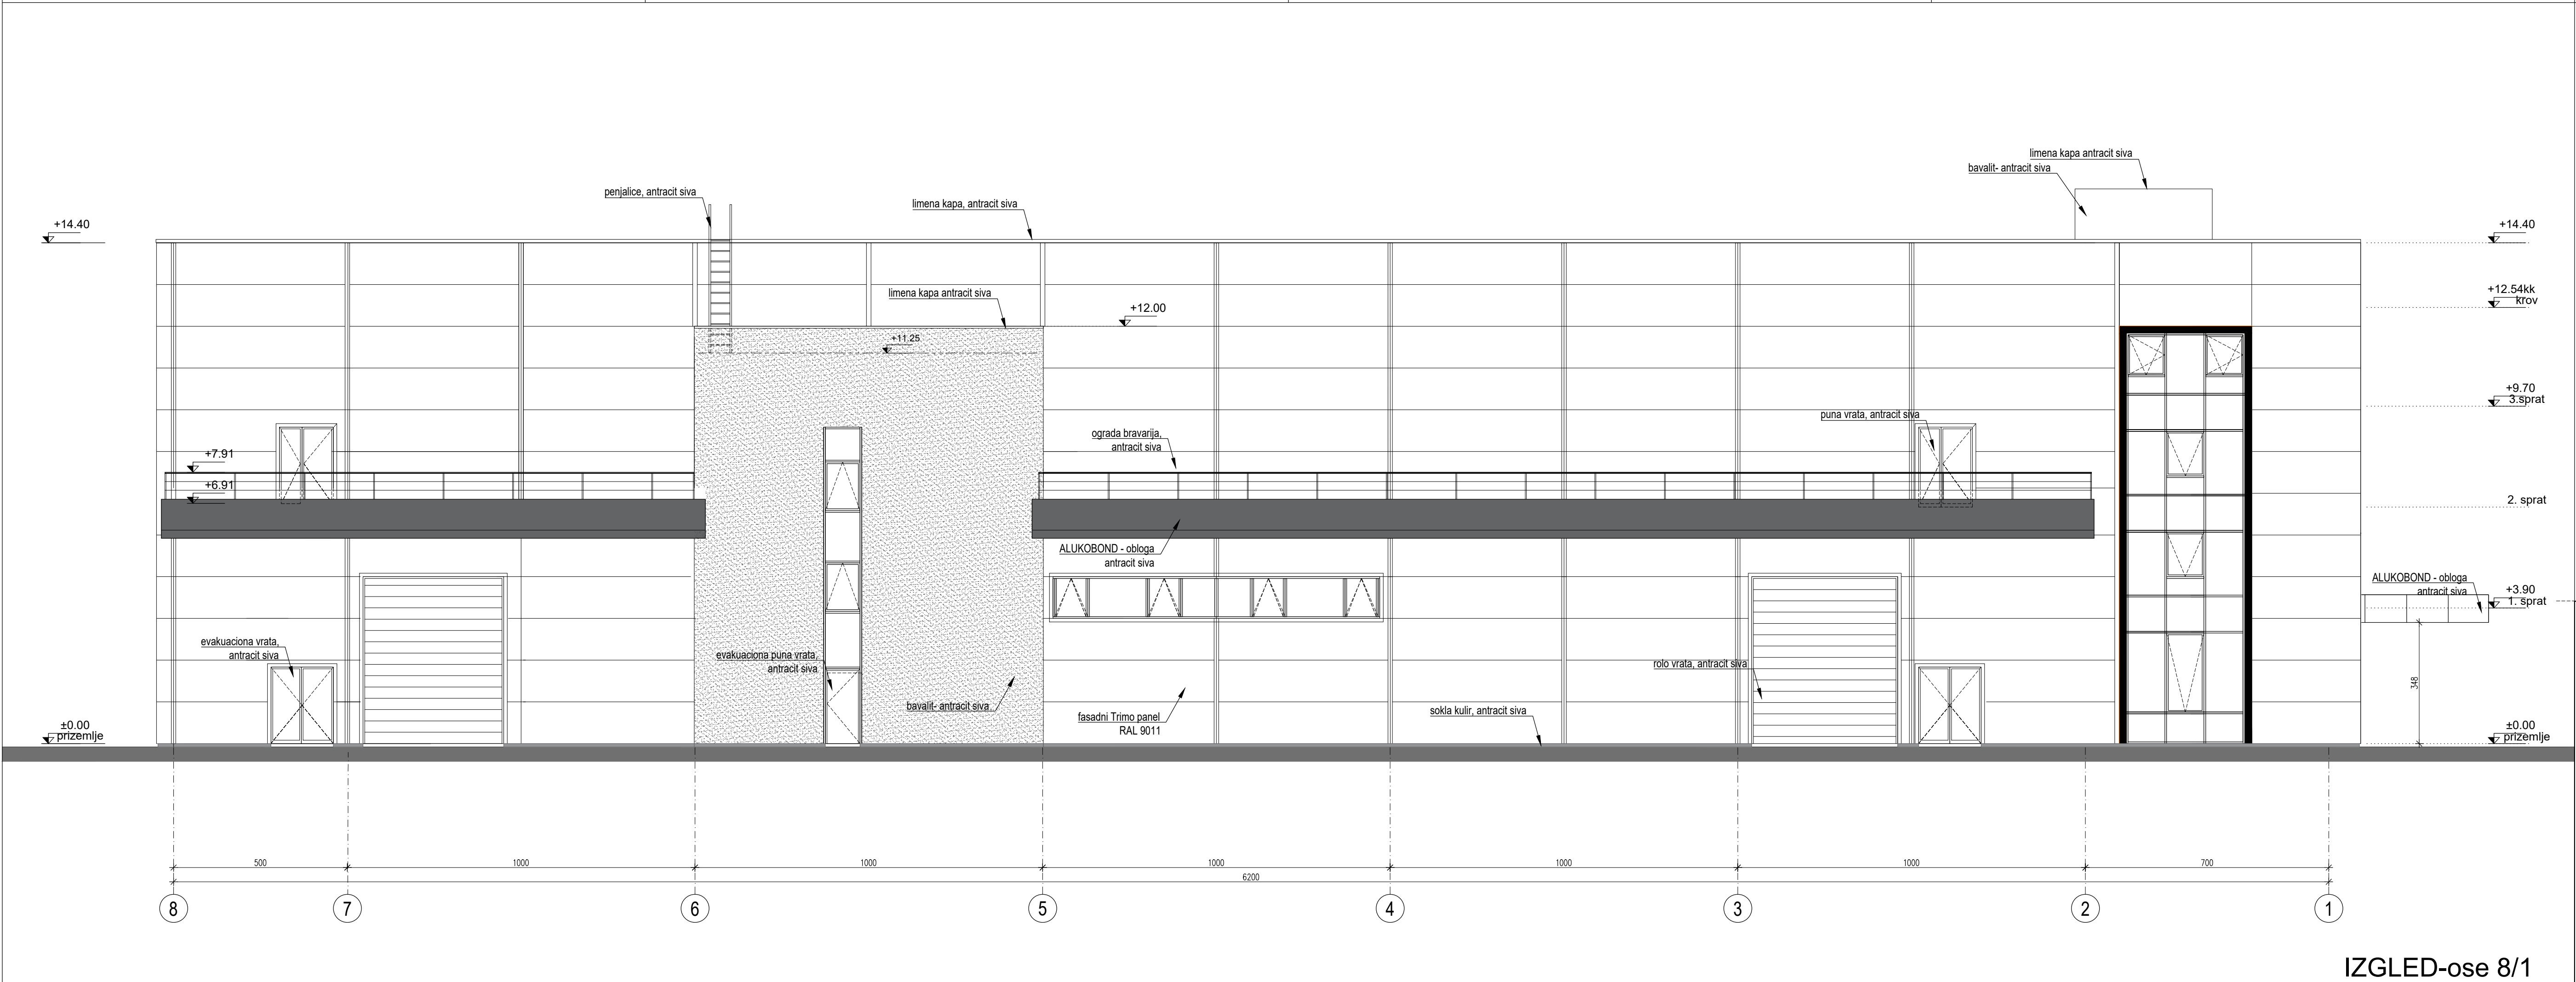 limena kapa antracit siva
bavalit- antracit siva
penjalice, antracit siva
limena kapa, antracit siva
+14.40
+14.40
limena kapa antracit siva
+12.54kk
krov
+12.00
+11.25
+9.70
3.sprat
puna vrata, antracit siva
ograda bravarija,
antracit siva
+7.91
+6.91
2. sprat
ALUKOBOND - obloga
antracit siva
ALUKOBOND - obloga
antracit siva
+3.90
1. sprat
evakuaciona vrata,
antracit siva
evakuaciona puna vrata,
antracit siva
rolo vrata, antracit siva
348
bavalit- antracit siva
fasadni Trimo panel
RAL 9011
sokla kulir, antracit siva
±0.00
prizemlje
±0.00
prizemlje
500
1000
1000
1000
1000
1000
700
6200
8
7
6
5
4
3
2
1
IZGLED-ose 8/1